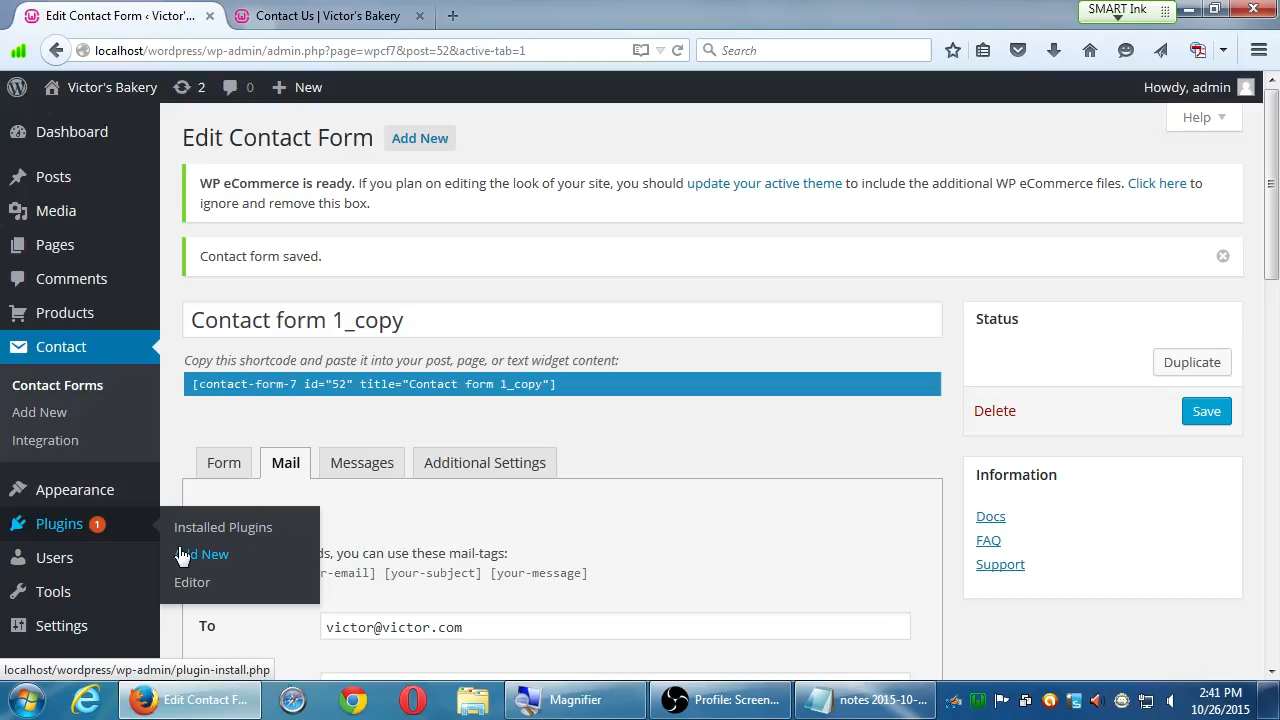 Edit Contact Form ‹ Victor'...
Contact Us | Victor's Bakery
SMART Ink
localhost/wordpress/wp-admin/admin.php?page=wpcf7&post=52&active-tab=1
Search
Victor's Bakery
2
0
New
Howdy, admin
Help
Dashboard
Posts
Media
Pages
Comments
Products
Contact
Contact Forms
Add New
Integration
Appearance
Plugins 1
Users
Tools
Settings
Installed Plugins
Add New
Editor
Edit Contact Form
Add New
WP eCommerce is ready. If you plan on editing the look of your site, you should update your active theme to include the additional WP eCommerce files. Click here to
ignore and remove this box.
Contact form saved.
Contact form 1_copy
Copy this shortcode and paste it into your post, page, or text widget content:
[contact-form-7 id="52" title="Contact form 1_copy"]
Form
Mail
Messages
Additional Settings
you can use these mail-tags:
[your-subject] [your-message]
To
victor@victor.com
Status
Duplicate
Delete
Save
Information
Docs
FAQ
Support
localhost/wordpress/wp-admin/plugin-install.php
Edit Contact F...
Magnifier
Profile: Screen...
notes 2015-10-...
2:41 PM
10/26/2015